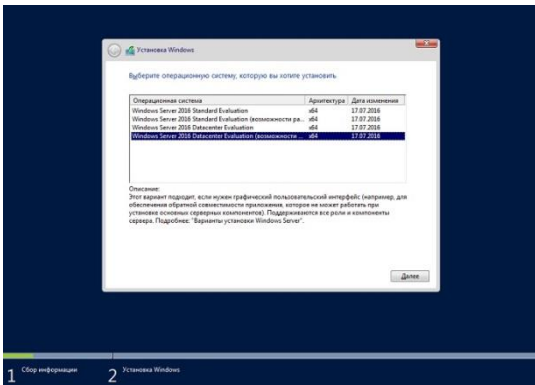 Установка Windows
Выберите операционную систему, которую вы хотите установить.
Операционная система Архитектура Дата изменения
Windows Server 2016 Standard Evaluation x64 17.07.2016
Windows Server 2016 Standard Evaluation (возможности ра... x64 17.07.2016
Windows Server 2016 Datacenter Evaluation x64 17.07.2016
Windows Server 2016 Datacenter Evaluation (возможности ... x64 17.07.2016
Описание:
Этот вариант подходит, если нужен графический пользовательский интерфейс (например, для
обеспечения обратной совместимости приложения, которое не может работать при
установке основных серверных компонентов). Поддерживаются все роли и компоненты
сервера. Подробнее: "Варианты установки Windows Server".
Далее
1 Сбор информации 2 Установка Windows